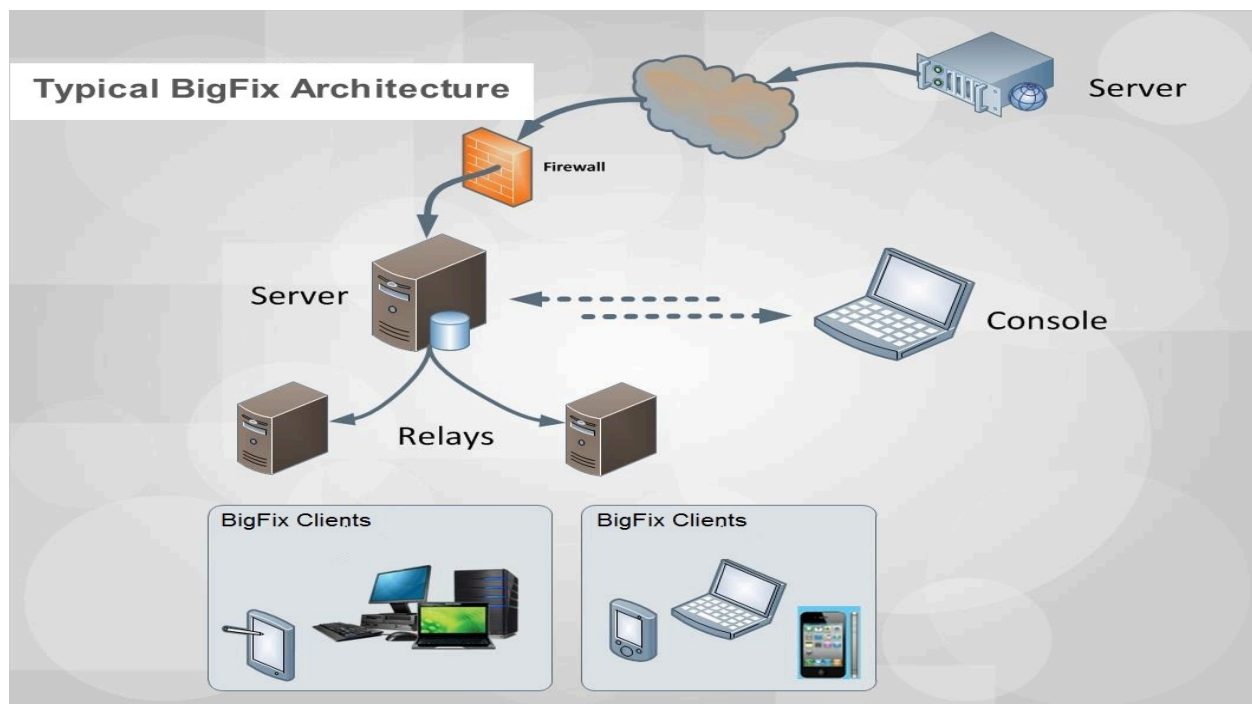 Typical BigFix Architecture
Server
Firewall
Server
Console
Relays
BigFix Clients
BigFix Clients